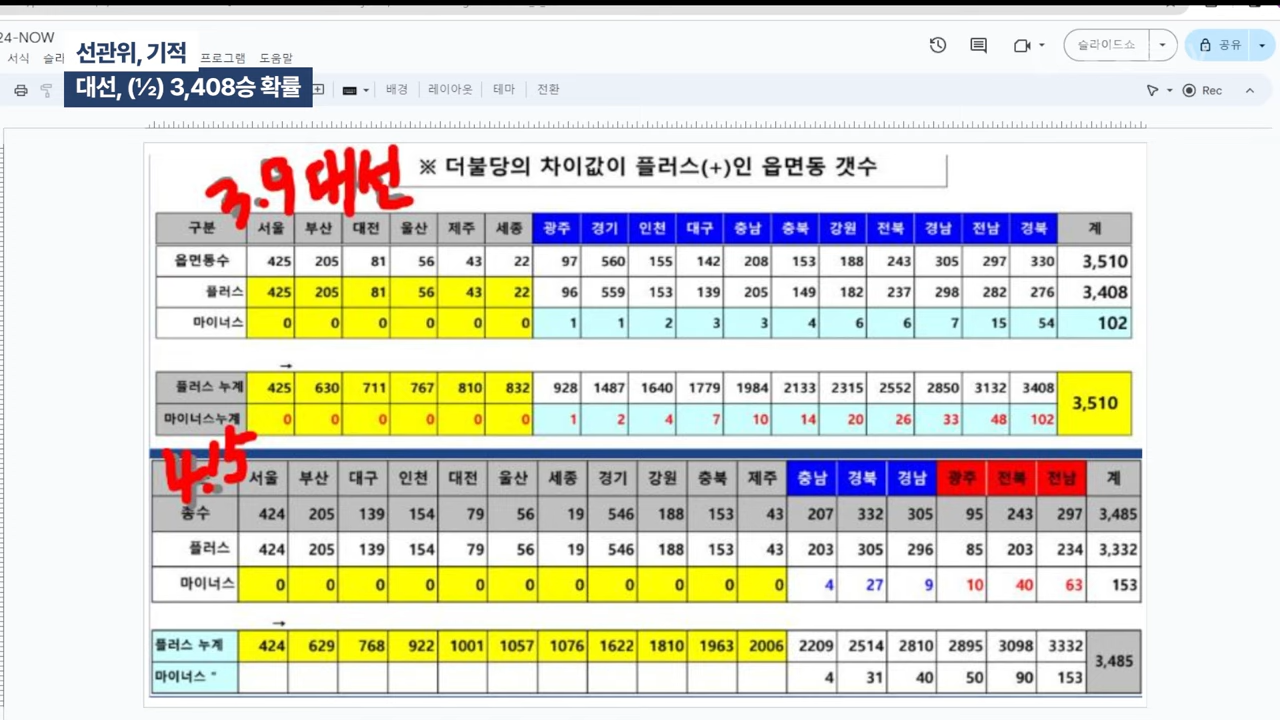 24-NOW
선관위, 기적
서식 슬라 프로그램 도움말
슬라이드쇼 공유
대선, (½) 3,408승 확률
배경 레이아웃 테마 전환 Rec
3.9 대선
※ 더불당의 차이값이 플러스(+)인 읍면동 갯수
구분 서울 부산 대전 울산 제주 세종 광주 경기 인천 대구 충남 충북 강원 전북 경남 전남 경북 계
읍면동수 425 205 81 56 43 22 97 560 155 142 208 153 188 243 305 297 330 3,510
플러스 425 205 81 56 43 22 96 559 153 139 205 149 182 237 298 282 276 3,408
마이너스 0 0 0 0 0 0 1 1 2 3 3 4 6 6 7 15 54 102
→
플러스 누계 425 630 711 767 810 832 928 1487 1640 1779 1984 2133 2315 2552 2850 3132 3408 3,510
마이너스누계 0 0 0 0 0 0 1 2 4 7 10 14 20 26 33 48 102
4.15
서울 부산 대구 인천 대전 울산 세종 경기 강원 충북 제주 충남 경북 경남 광주 전북 전남 계
총수 424 205 139 154 79 56 19 546 188 153 43 207 332 305 95 243 297 3,485
플러스 424 205 139 154 79 56 19 546 188 153 43 203 305 296 85 203 234 3,332
마이너스 0 0 0 0 0 0 0 0 0 0 0 4 27 9 10 40 63 153
→
플러스 누계 424 629 768 922 1001 1057 1076 1622 1810 1963 2006 2209 2514 2810 2895 3098 3332 3,485
마이너스 " 4 31 40 50 90 153